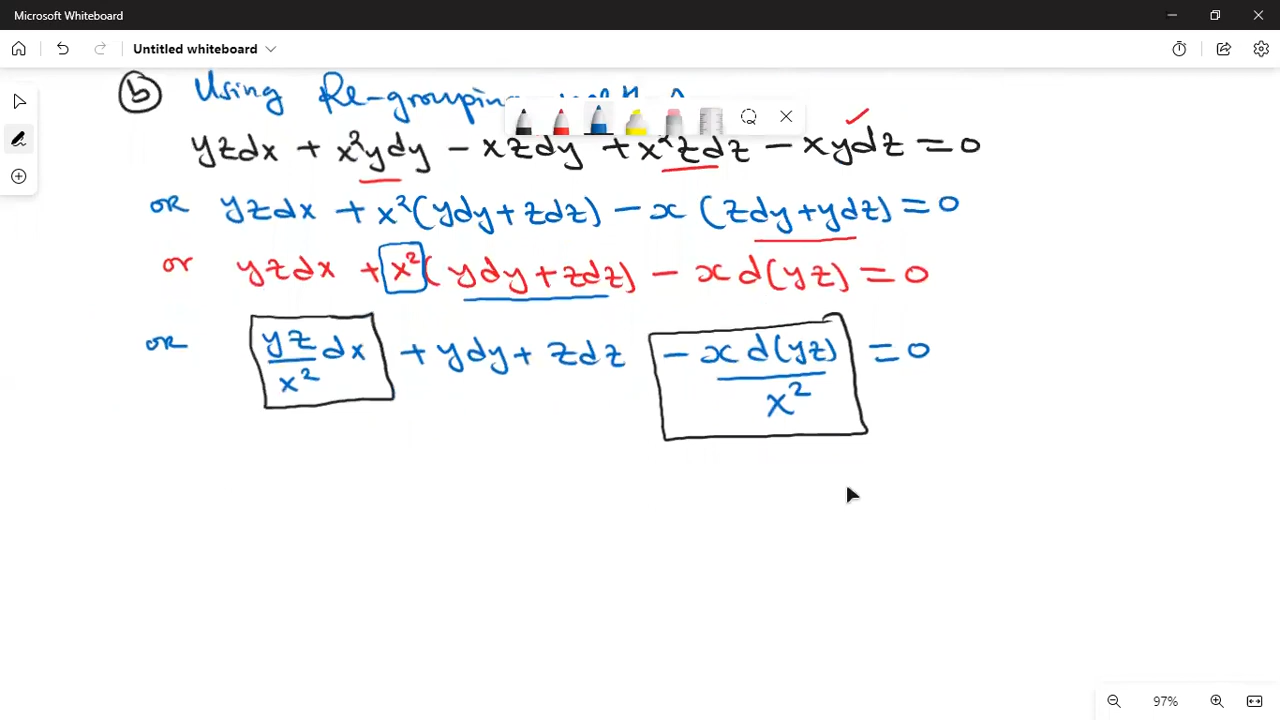 Microsoft Whiteboard
Untitled whiteboard
(b) Using Re-grouping
yzdx + x²ydy - xzdy + x²zdz - xydz = 0
or yzdx + x²(ydy+zdz) - x (zdy+ydz) = 0
or yzdx + x²(ydy+zdz) - x d(yz) = 0
or yz/x² dx + ydy + zdz - x d(yz)/x² = 0
97%